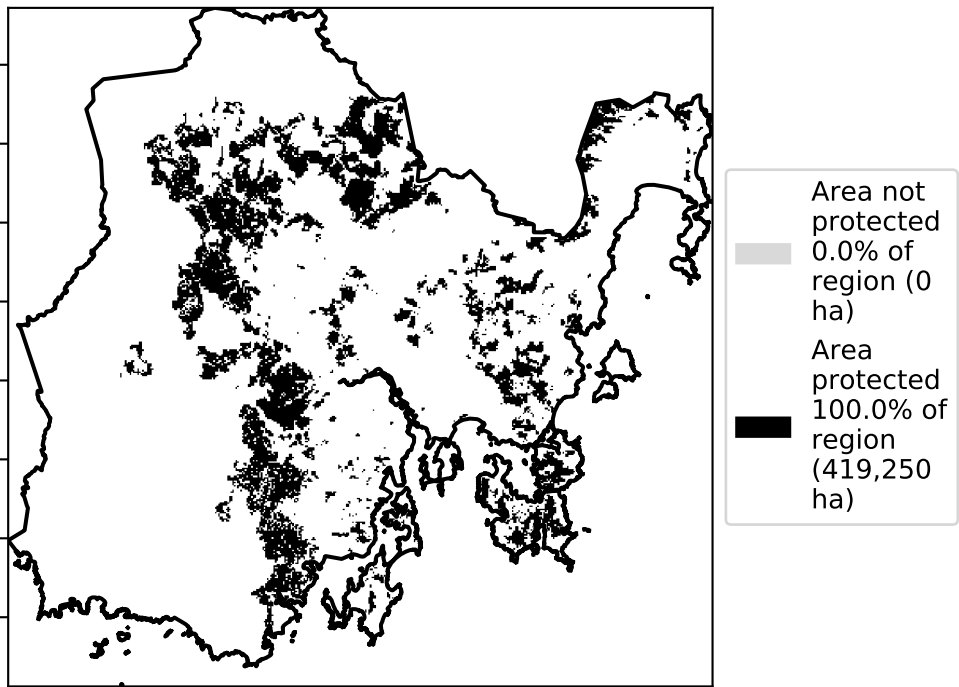 Area not
protected
0.0% of
region (0
ha)
Area
protected
100.0% of
region
(419,250
ha)